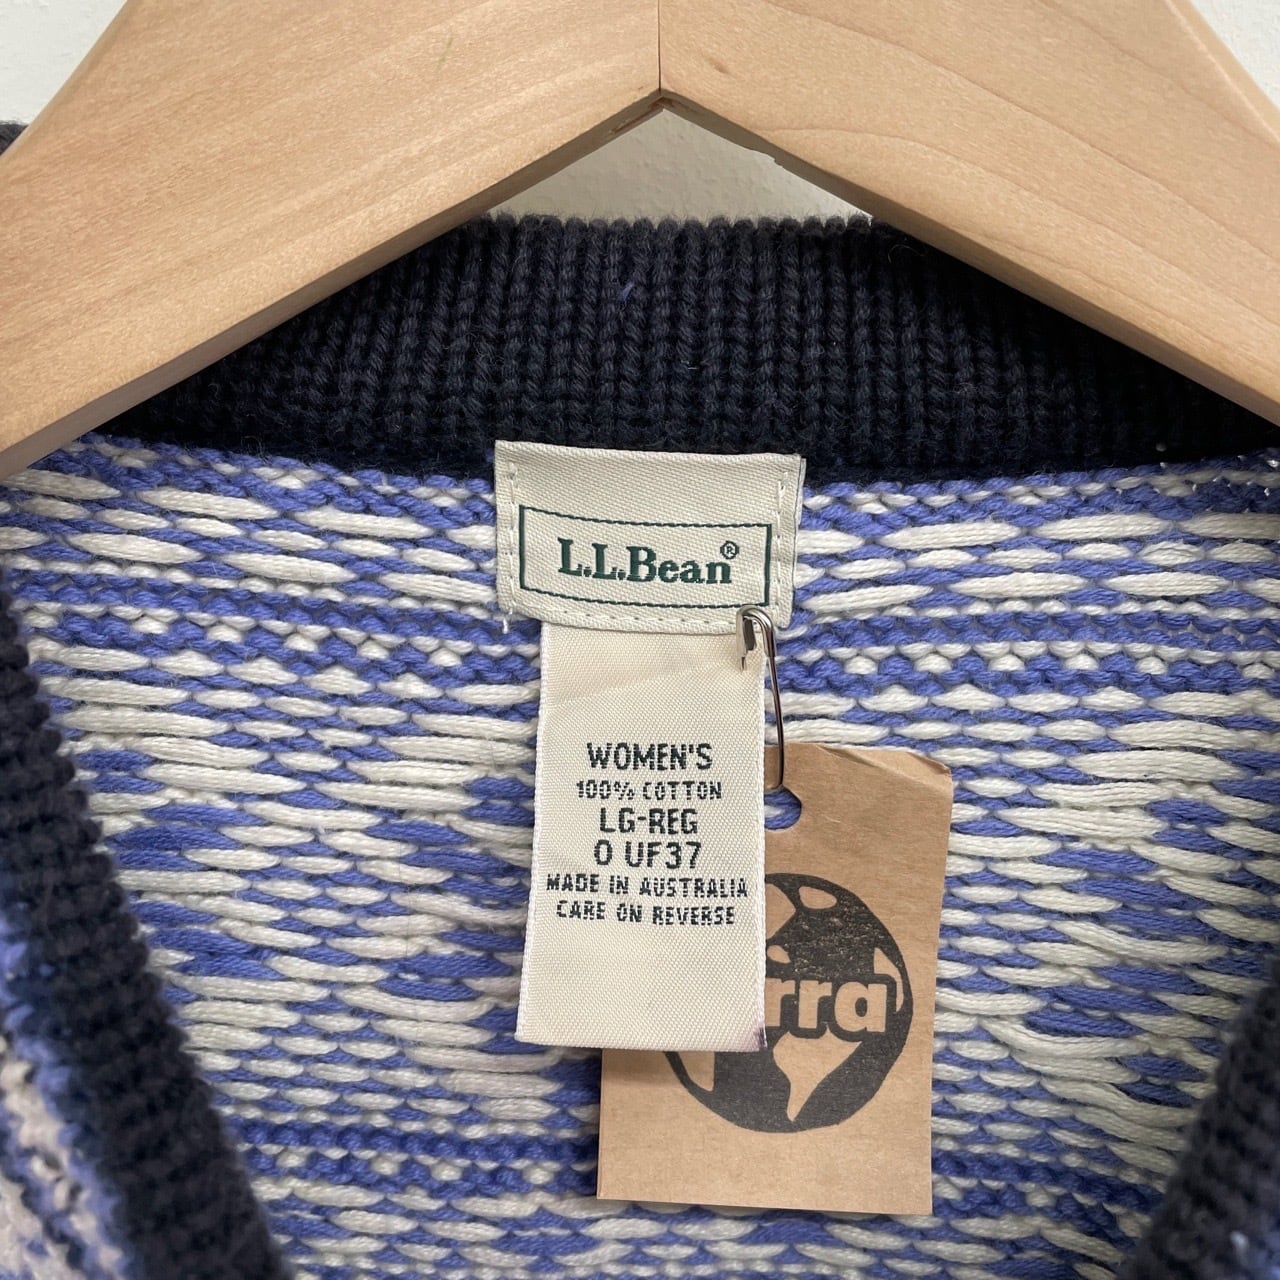 L.L.Bean®
WOMEN'S
100% COTTON
LG-REG
0 UF37
MADE IN AUSTRALIA
CARE ON REVERSE